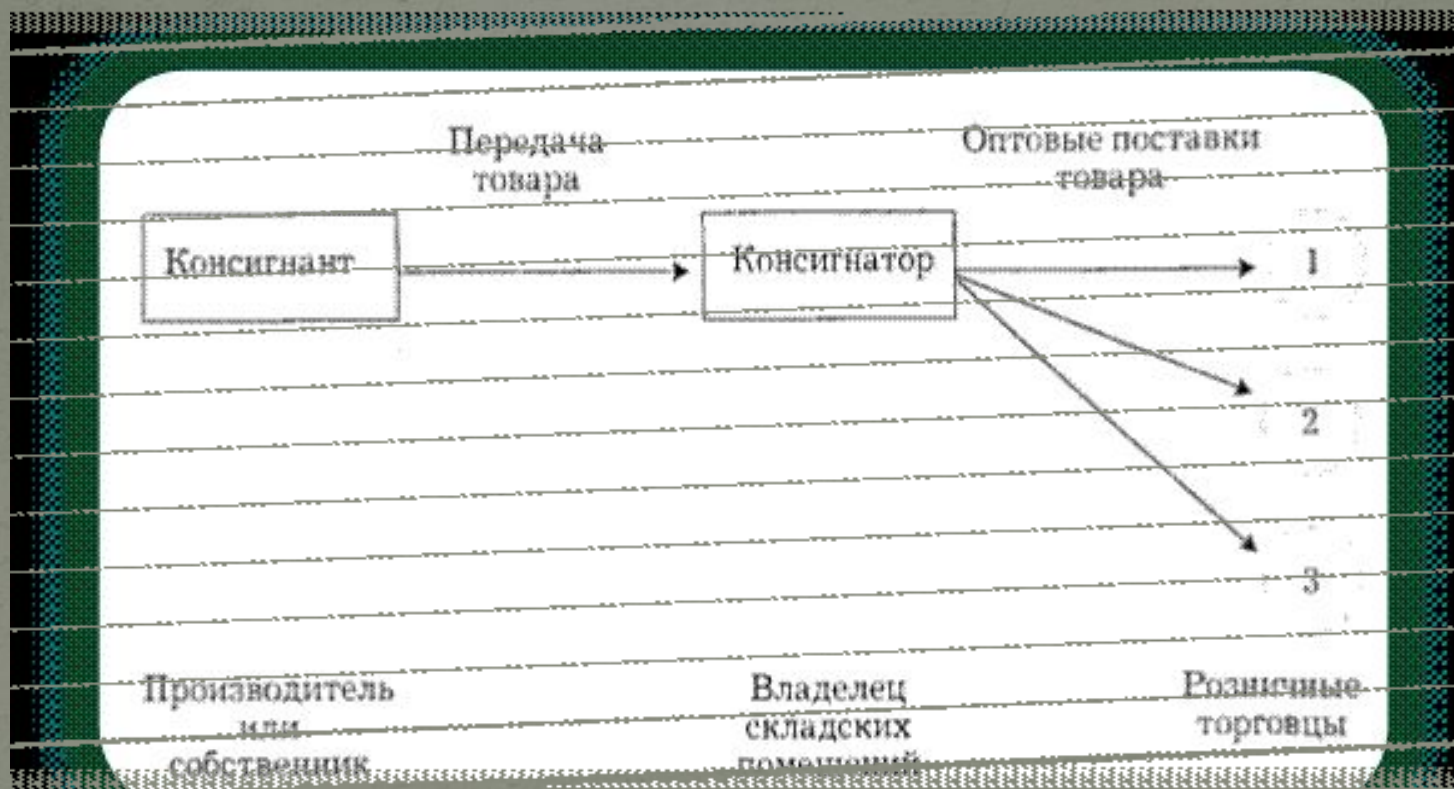 Передача
товара
Оптовые поставки
товара
Консигнант
Консигнатор
1
2
3
Производитель
или
собственник
Владелец
складских
помещений
Розничные
торговцы